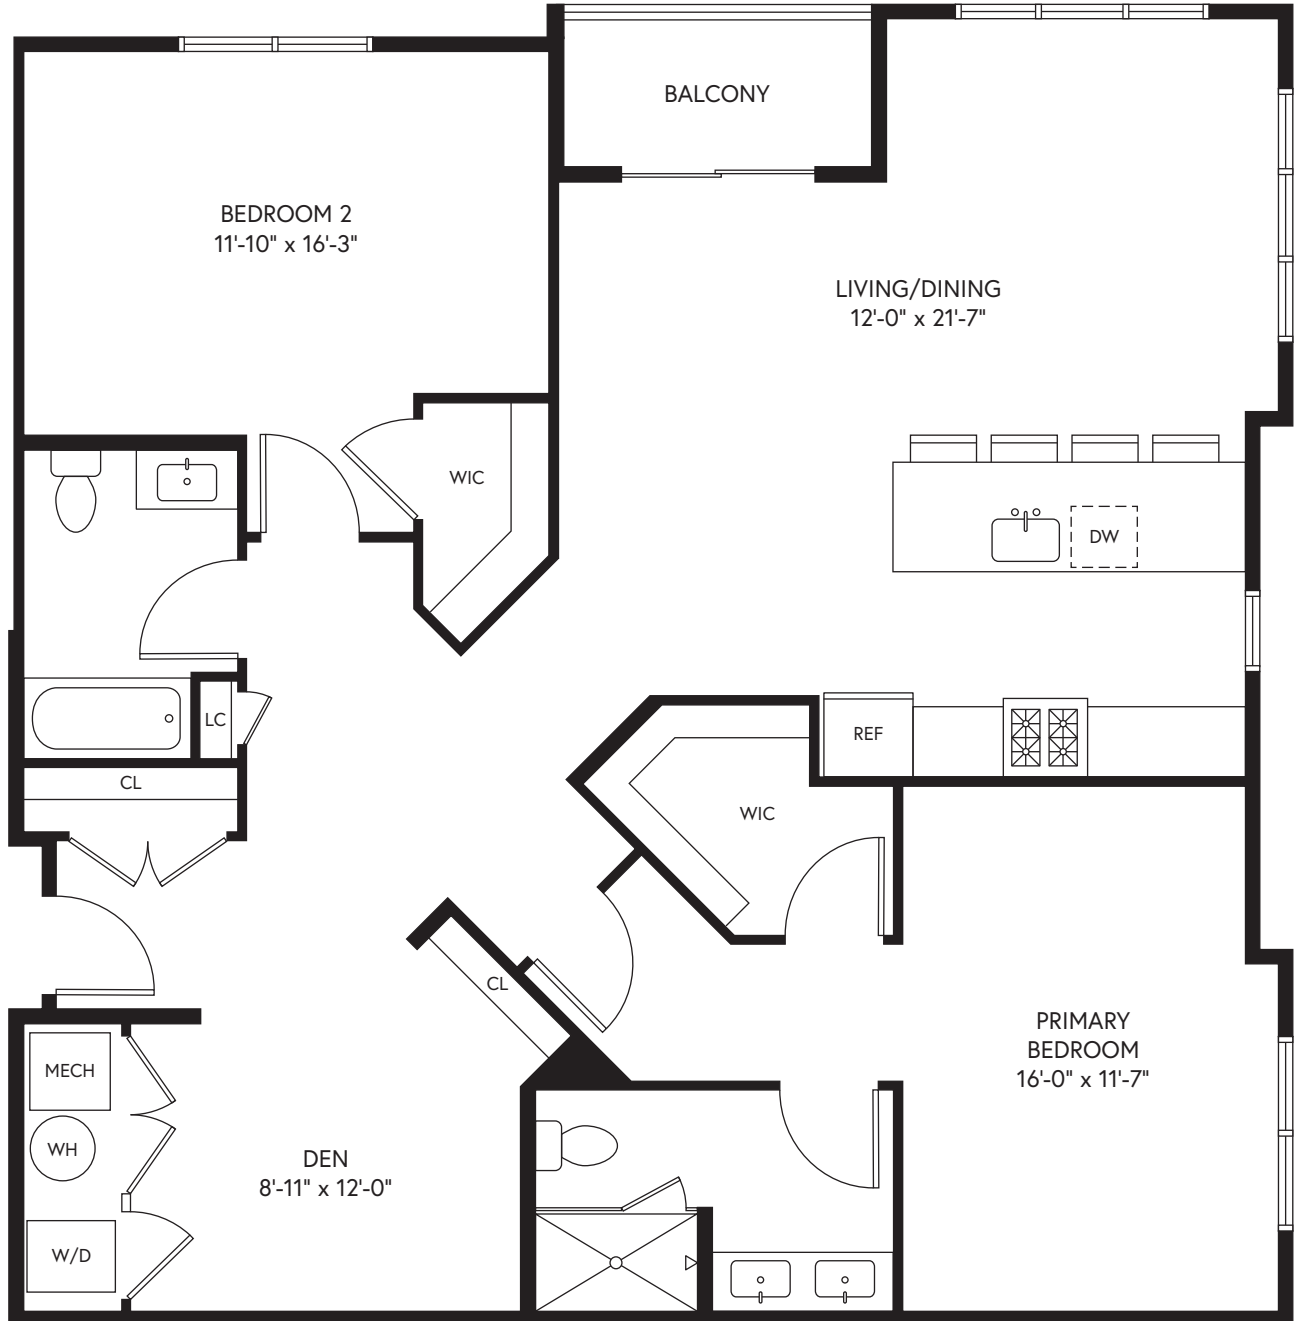 BALCONY
BEDROOM 2
11'-10" x 16'-3"
LIVING/DINING
12'-0" x 21'-7"
WIC
DW
LC
REF
CL
WIC
CL
PRIMARY
BEDROOM
16'-0" x 11'-7"
MECH
WH
DEN
8'-11" x 12'-0"
W/D